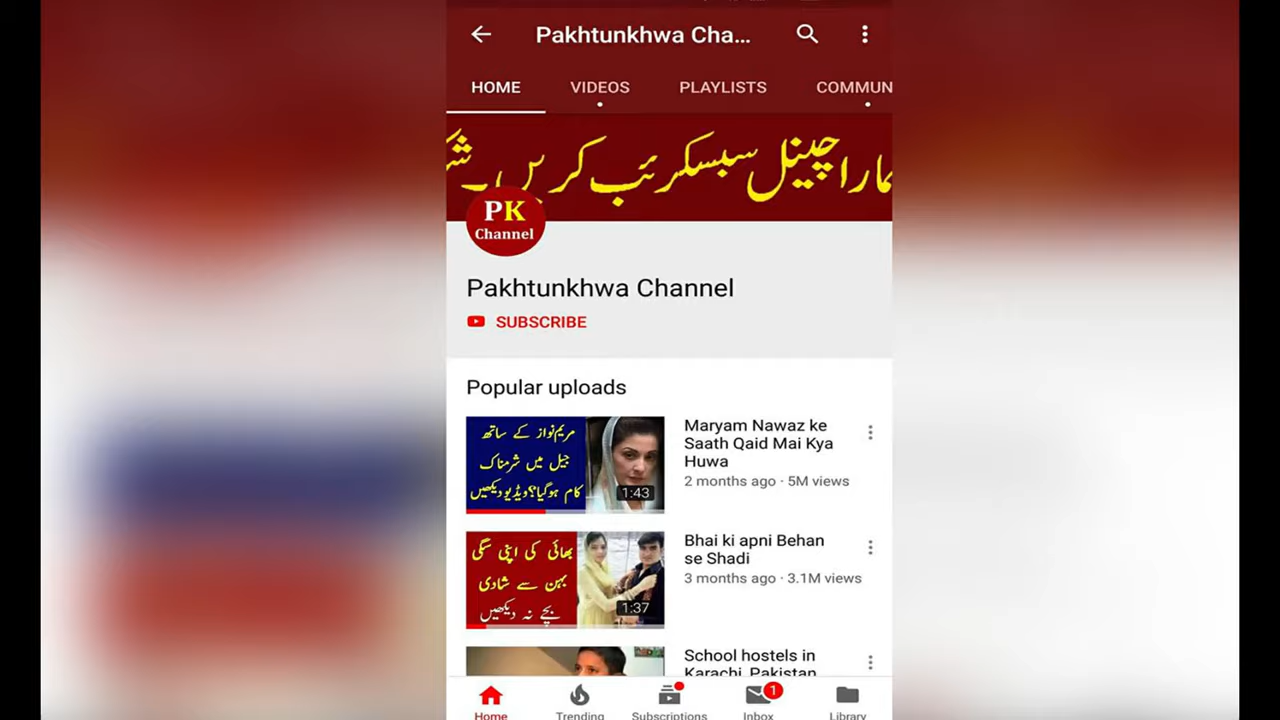 Pakhtunkhwa Cha...
HOME VIDEOS PLAYLISTS COMMUN
ہمارا چینل سبسکرائب کریں۔شک
PK
Channel
Pakhtunkhwa Channel
SUBSCRIBE
Popular uploads
مریم نواز کے ساتھ
جیل میں شرمناک
کام ہوگیا؟ویڈیو دیکھیں
1:43
Maryam Nawaz ke
Saath Qaid Mai Kya
Huwa
2 months ago · 5M views
بھائی کی اپنی سگی
بہن سے شادی
بچے نہ دیکھیں
1:37
Bhai ki apni Behan
se Shadi
3 months ago · 3.1M views
School hostels in
Karachi, Pakistan
Home Trending Subscriptions Inbox Library
1